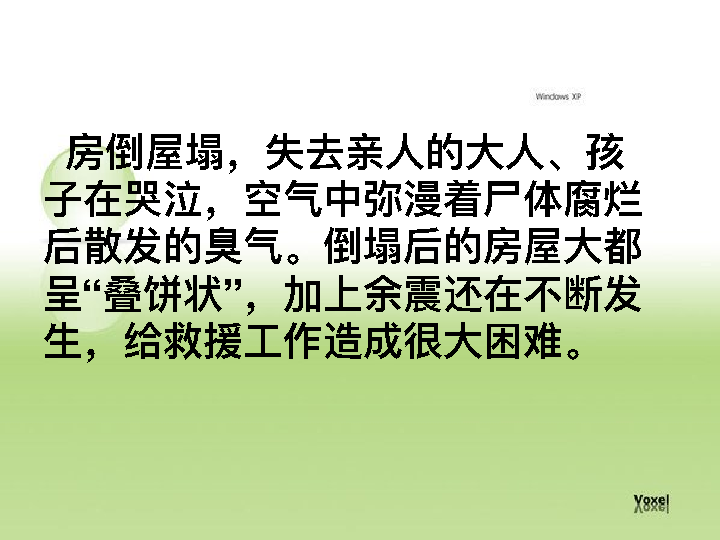 Windows XP
房倒屋塌，失去亲人的大人、孩
子在哭泣，空气中弥漫着尸体腐烂
后散发的臭气。倒塌后的房屋大都
呈“叠饼状”，加上余震还在不断发
生，给救援工作造成很大困难。
Voxel